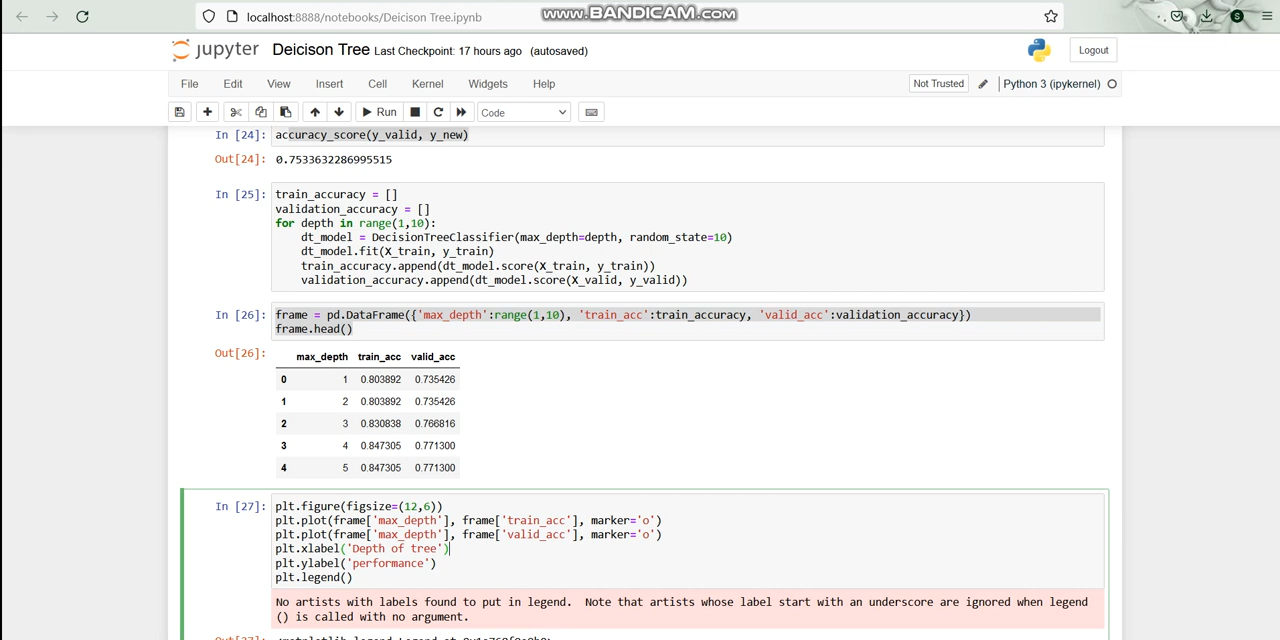 www.BANDICAM.com
localhost:8888/notebooks/Deicison Tree.ipynb
S
jupyter Deicison Tree Last Checkpoint: 17 hours ago (autosaved)
Logout
File Edit View Insert Cell Kernel Widgets Help
Not Trusted
Python 3 (ipykernel)
Run
Code
In [24]: accuracy_score(y_valid, y_new)
Out[24]: 0.7533632286995515
In [25]: train_accuracy = []
validation_accuracy = []
for depth in range(1,10):
    dt_model = DecisionTreeClassifier(max_depth=depth, random_state=10)
    dt_model.fit(X_train, y_train)
    train_accuracy.append(dt_model.score(X_train, y_train))
    validation_accuracy.append(dt_model.score(X_valid, y_valid))
In [26]: frame = pd.DataFrame({'max_depth':range(1,10), 'train_acc':train_accuracy, 'valid_acc':validation_accuracy})
frame.head()
Out[26]:
max_depth train_acc valid_acc
0 1 0.803892 0.735426
1 2 0.803892 0.735426
2 3 0.830838 0.766816
3 4 0.847305 0.771300
4 5 0.847305 0.771300
In [27]: plt.figure(figsize=(12,6))
plt.plot(frame['max_depth'], frame['train_acc'], marker='o')
plt.plot(frame['max_depth'], frame['valid_acc'], marker='o')
plt.xlabel('Depth of tree')
plt.ylabel('performance')
plt.legend()
No artists with labels found to put in legend.  Note that artists whose label start with an underscore are ignored when legend
() is called with no argument.